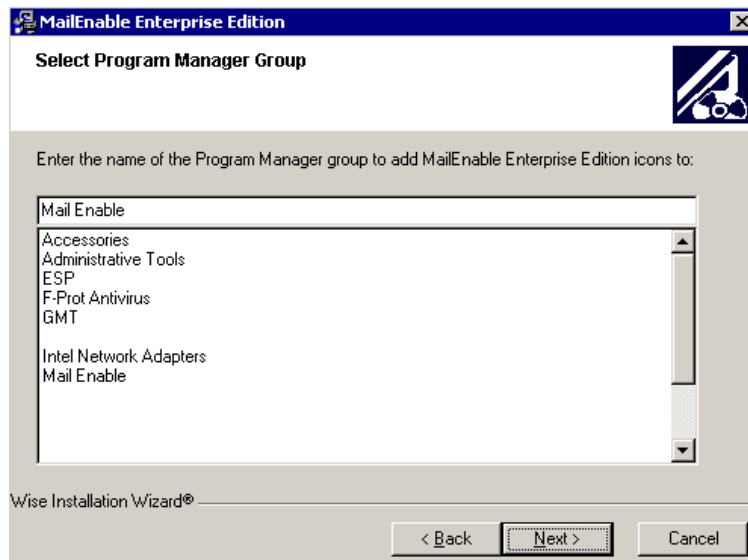 MailEnable Enterprise Edition
Select Program Manager Group
Enter the name of the Program Manager group to add MailEnable Enterprise Edition icons to:
Mail Enable
Accessories
Administrative Tools
ESP
F-Prot Antivirus
GMT
Intel Network Adapters
Mail Enable
Wise Installation Wizard®
< Back
Next >
Cancel